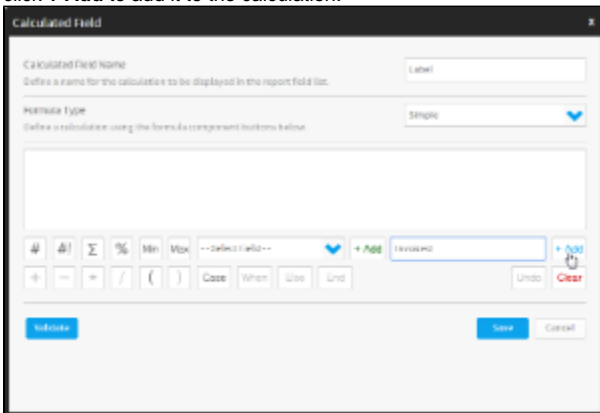 click + Add to add it to the calculation.
Calculated Field x
Calculated Field Name
Label
Define a name for the calculation to be displayed in the report field list.
Formula Type
Simple
Define a calculation using the formula component buttons below.
# #! Σ % Min Max --Select Field-- + Add Invoiced + Add
+ − * / ( ) Case When Else End Undo Clear
Validate Save Cancel